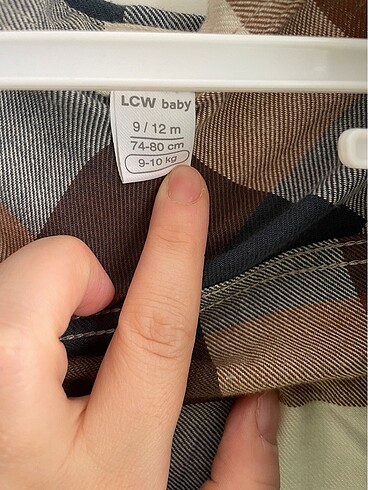 LCW baby
9 / 12 m
74-80 cm
9-10 kg